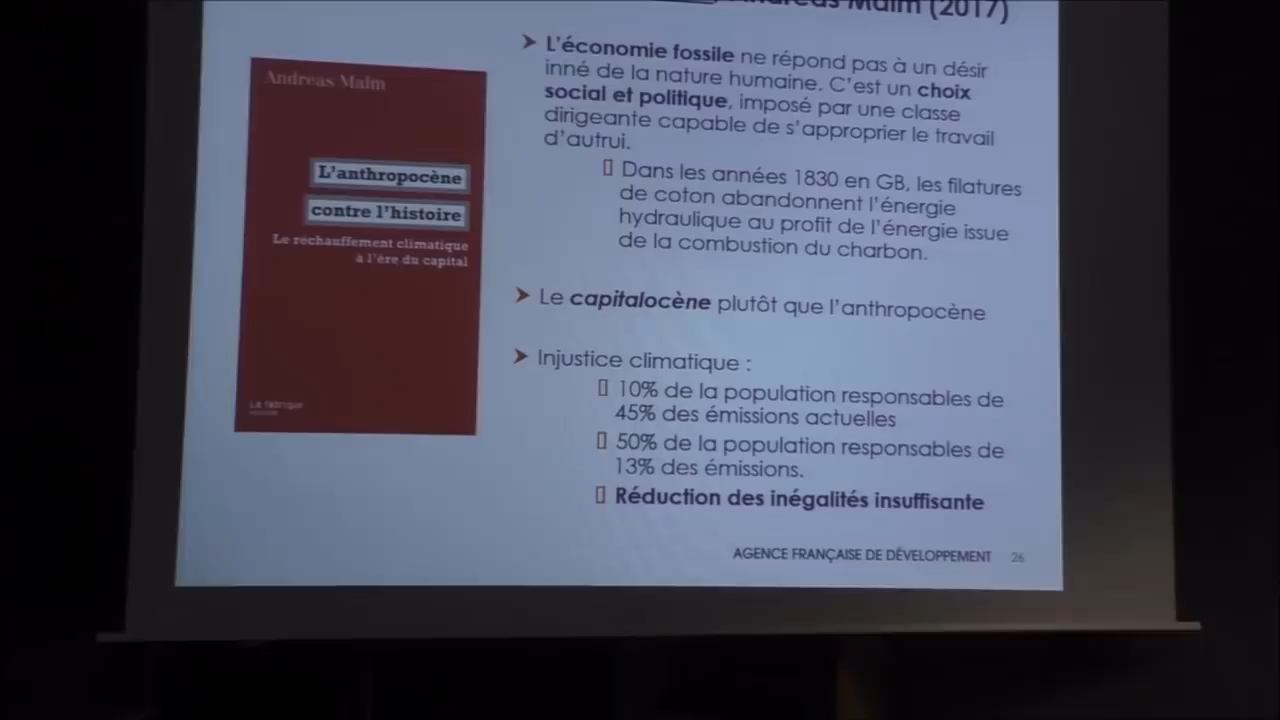 Andreas Malm (2017)
Andreas Malm
L'anthropocène
contre l'histoire
Le réchauffement climatique
à l'ère du capital
La fabrique
➤ L'économie fossile ne répond pas à un désir
inné de la nature humaine. C'est un choix
social et politique, imposé par une classe
dirigeante capable de s'approprier le travail
d'autrui.
Dans les années 1830 en GB, les filatures
de coton abandonnent l'énergie
hydraulique au profit de l'énergie issue
de la combustion du charbon.
➤ Le capitalocène plutôt que l'anthropocène
➤ Injustice climatique :
10% de la population responsables de
45% des émissions actuelles
50% de la population responsables de
13% des émissions.
Réduction des inégalités insuffisante
AGENCE FRANÇAISE DE DÉVELOPPEMENT 26